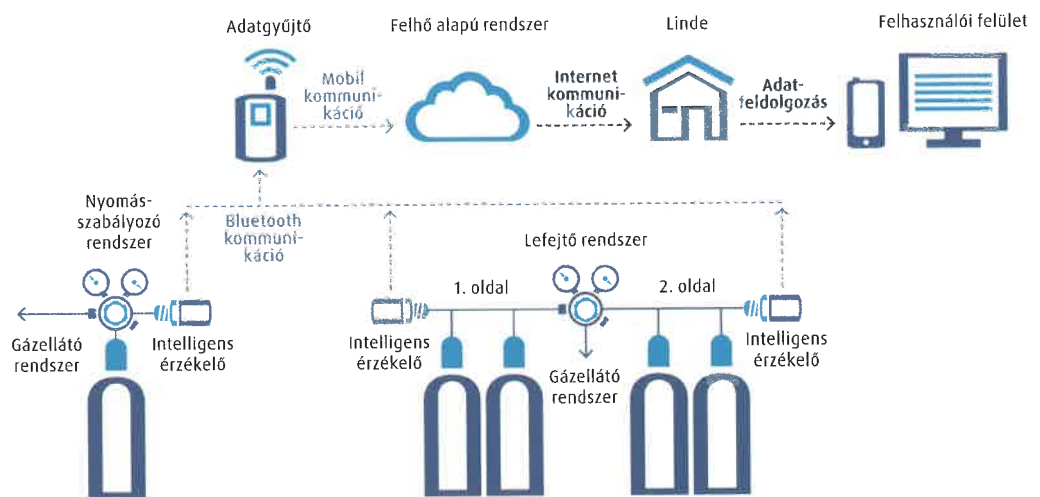 Adatgyűjtő
Felhő alapú rendszer
Linde
Felhasználói felület
Mobil
kommuni-
káció
Internet
kommuni-
káció
Adat-
feldolgozás
Nyomás-
szabályozó
rendszer
Bluetooth
kommuni-
káció
Lefejtő rendszer
1. oldal
2. oldal
Gázellátó
rendszer
Intelligens
érzékelő
Intelligens
érzékelő
Gázellátó
rendszer
Intelligens
érzékelő